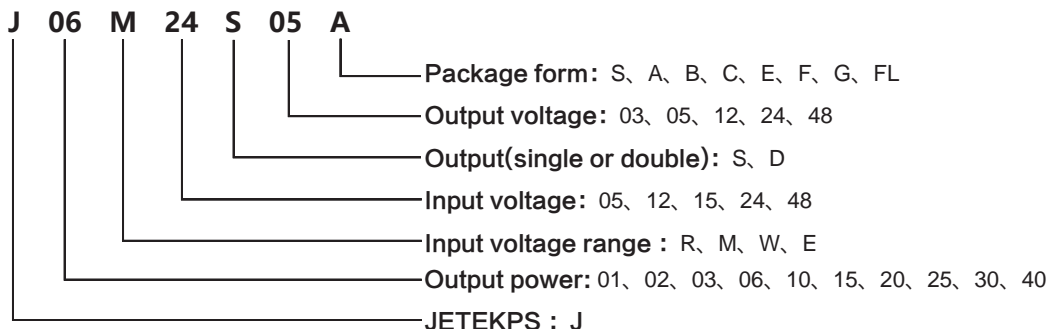 J 06 M 24 S 05 A
Package form：S、A、B、C、E、F、G、FL
Output voltage：03、05、12、24、48
Output(single or double)：S、D
Input voltage：05、12、15、24、48
Input voltage range：R、M、W、E
Output power: 01、02、03、06、10、15、20、25、30、40
JETEKPS：J